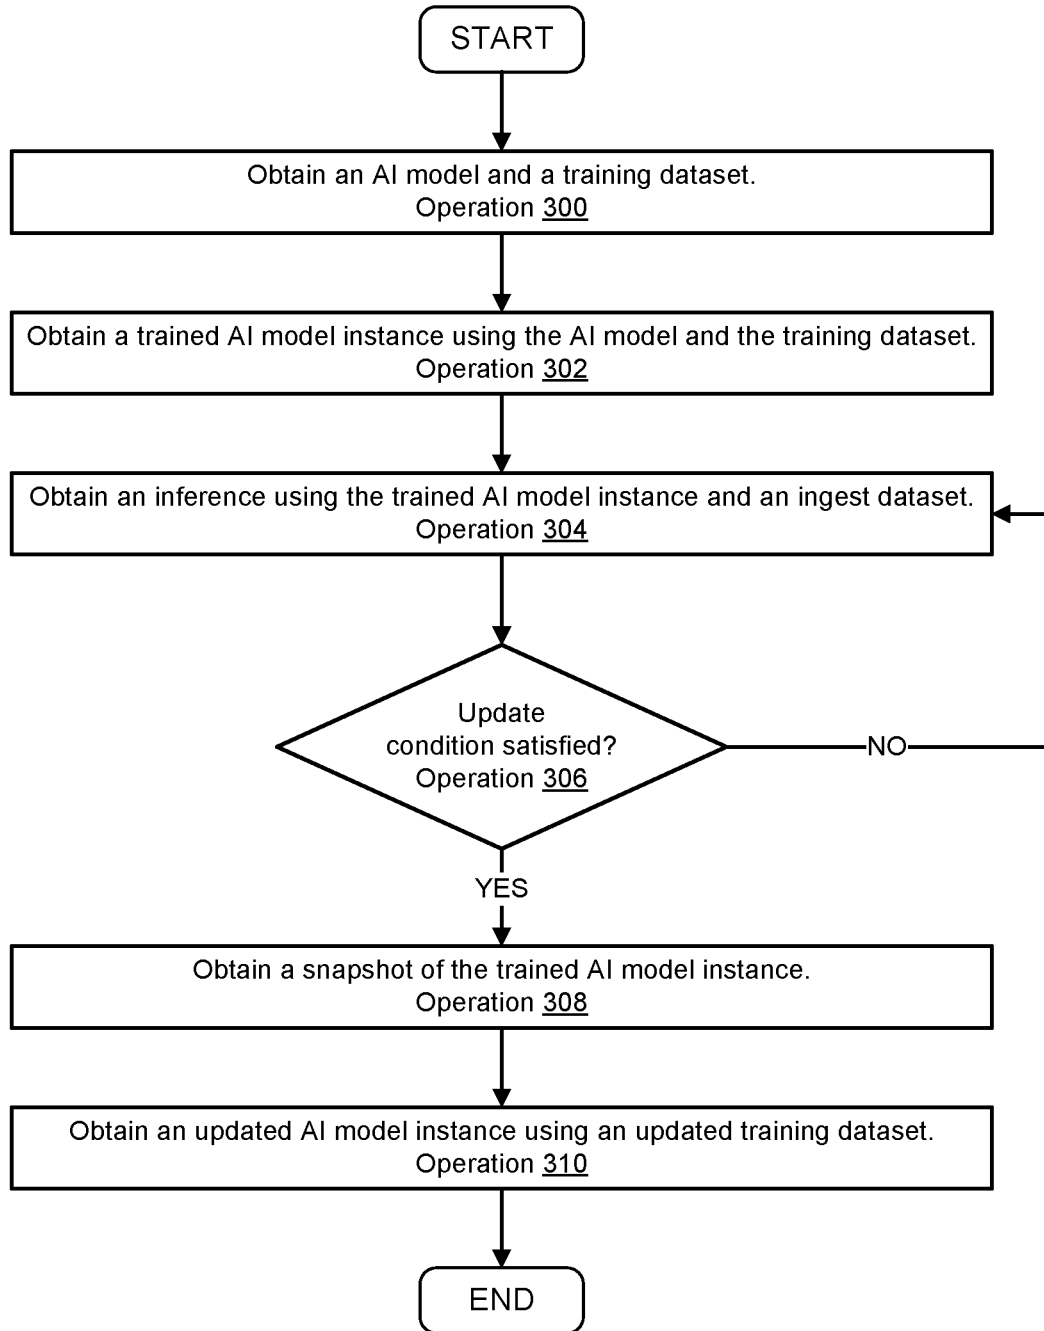 START
Obtain an AI model and a training dataset.
Operation 300
Obtain a trained AI model instance using the AI model and the training dataset.
Operation 302
Obtain an inference using the trained AI model instance and an ingest dataset.
Operation 304
Update
condition satisfied?
Operation 306
NO
YES
Obtain a snapshot of the trained AI model instance.
Operation 308
Obtain an updated AI model instance using an updated training dataset.
Operation 310
END